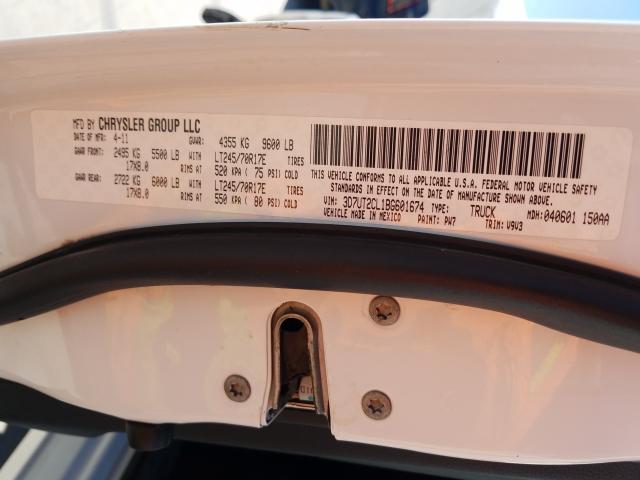 MFD BY CHRYSLER GROUP LLC
DATE OF MFR: 4-11 GVWR: 4355 KG 9600 LB
GAWR FRONT: 2495 KG 5500 LB WITH LT245/70R17E TIRES
17X8.0 520 KPA ( 75 PSI) COLD
GAWR REAR: 2722 KG 6000 LB WITH LT245/70R17E TIRES
17X8.0 550 KPA ( 80 PSI) COLD
THIS VEHICLE CONFORMS TO ALL APPLICABLE U.S.A. FEDERAL MOTOR VEHICLE SAFETY
STANDARDS IN EFFECT ON THE DATE OF MANUFACTURE SHOWN ABOVE.
VIN: 3D7UT2CL1BG601674 TYPE: TRUCK MDH: 040601 150AA
VEHICLE MADE IN MEXICO PAINT: PW7 TRIM: V9V3